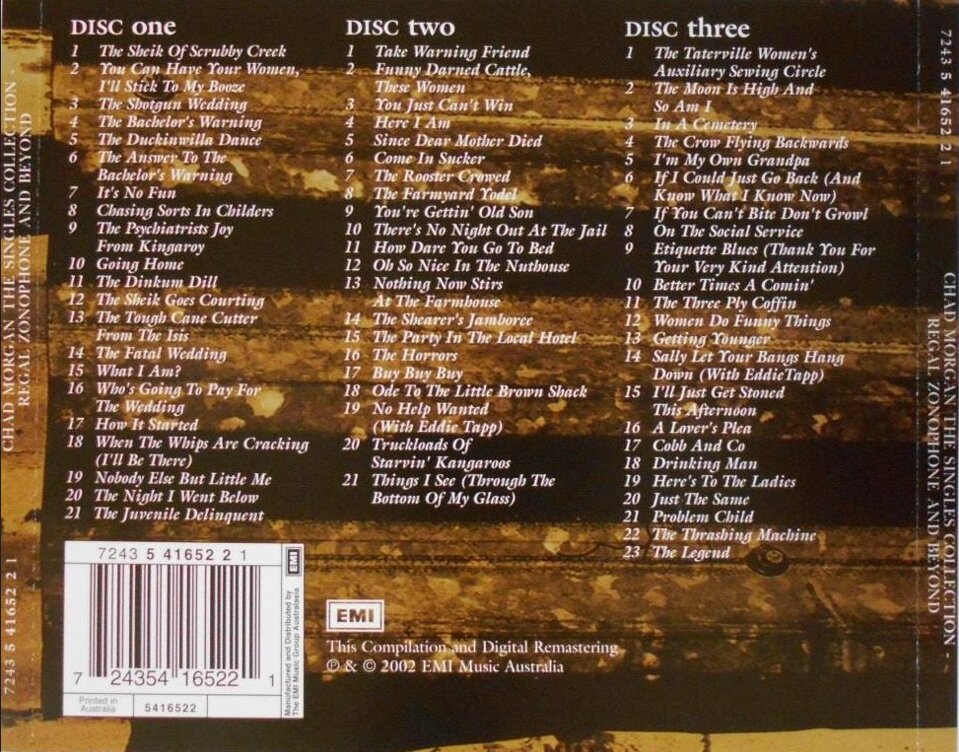 DISC one
1 The Sheik Of Scrubby Creek
2 You Can Have Your Women,
I'll Stick To My Booze
3 The Shotgun Wedding
4 The Bachelor's Warning
5 The Duckinwilla Dance
6 The Answer To The
Bachelor's Warning
7 It's No Fun
8 Chasing Sorts In Childers
9 The Psychiatrists Joy
From Kingaroy
10 Going Home
11 The Dinkum Dill
12 The Sheik Goes Courting
13 The Tough Cane Cutter
From The Isis
14 The Fatal Wedding
15 What I Am?
16 Who's Going To Pay For
The Wedding
17 How It Started
18 When The Whips Are Cracking
(I'll Be There)
19 Nobody Else But Little Me
20 The Night I Went Below
21 The Juvenile Delinquent
DISC two
1 Take Warning Friend
2 Funny Darned Cattle,
These Women
3 You Just Can't Win
4 Here I Am
5 Since Dear Mother Died
6 Come In Sucker
7 The Rooster Crowed
8 The Farmyard Yodel
9 You're Gettin' Old Son
10 There's No Night Out At The Jail
11 How Dare You Go To Bed
12 Oh So Nice In The Nuthouse
13 Nothing Now Stirs
At The Farmhouse
14 The Shearer's Jamboree
15 The Party In The Local Hotel
16 The Horrors
17 Buy Buy Buy
18 Ode To The Little Brown Shack
19 No Help Wanted
(With Eddie Tapp)
20 Truckloads Of
Starvin' Kangaroos
21 Things I See (Through The
Bottom Of My Glass)
DISC three
1 The Taterville Women's
Auxiliary Sewing Circle
2 The Moon Is High And
So Am I
3 In A Cemetery
4 The Crow Flying Backwards
5 I'm My Own Grandpa
6 If I Could Just Go Back (And
Know What I Know Now)
7 If You Can't Bite Don't Growl
8 On The Social Service
9 Etiquette Blues (Thank You For
Your Very Kind Attention)
10 Better Times A Comin'
11 The Three Ply Coffin
12 Women Do Funny Things
13 Getting Younger
14 Sally Let Your Bangs Hang
Down (With EddieTapp)
15 I'll Just Get Stoned
This Afternoon
16 A Lover's Plea
17 Cobb And Co
18 Drinking Man
19 Here's To The Ladies
20 Just The Same
21 Problem Child
22 The Thrashing Machine
23 The Legend
7243 5 41652 2 1
EMI
Manufactured and Distributed by
The EMI Music Group Australasia
7 24354 16522 1
Printed in
Australia
5416522
EMI
This Compilation and Digital Remastering
℗ & © 2002 EMI Music Australia
7243 5 41652 2 1
CHAD MORGAN THE SINGLES COLLECTION -
REGAL ZONOPHONE AND BEYOND
7243 5 41652 2 1
CHAD MORGAN THE SINGLES COLLECTION -
REGAL ZONOPHONE AND BEYOND